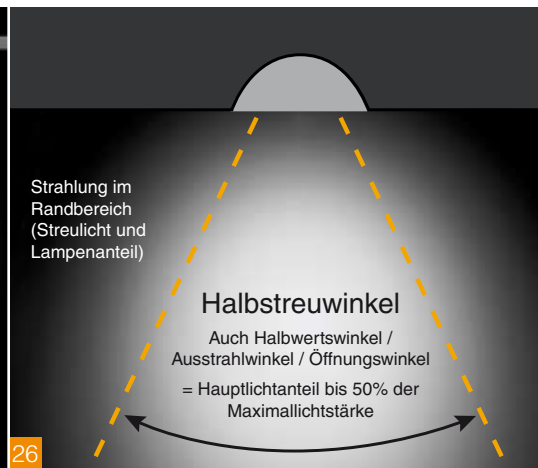 Strahlung im
Randbereich
(Streulicht und
Lampenanteil)
Halbstreuwinkel
Auch Halbwertswinkel /
Ausstrahlwinkel / Öffnungswinkel
= Hauptlichtanteil bis 50% der
Maximallichtstärke
26